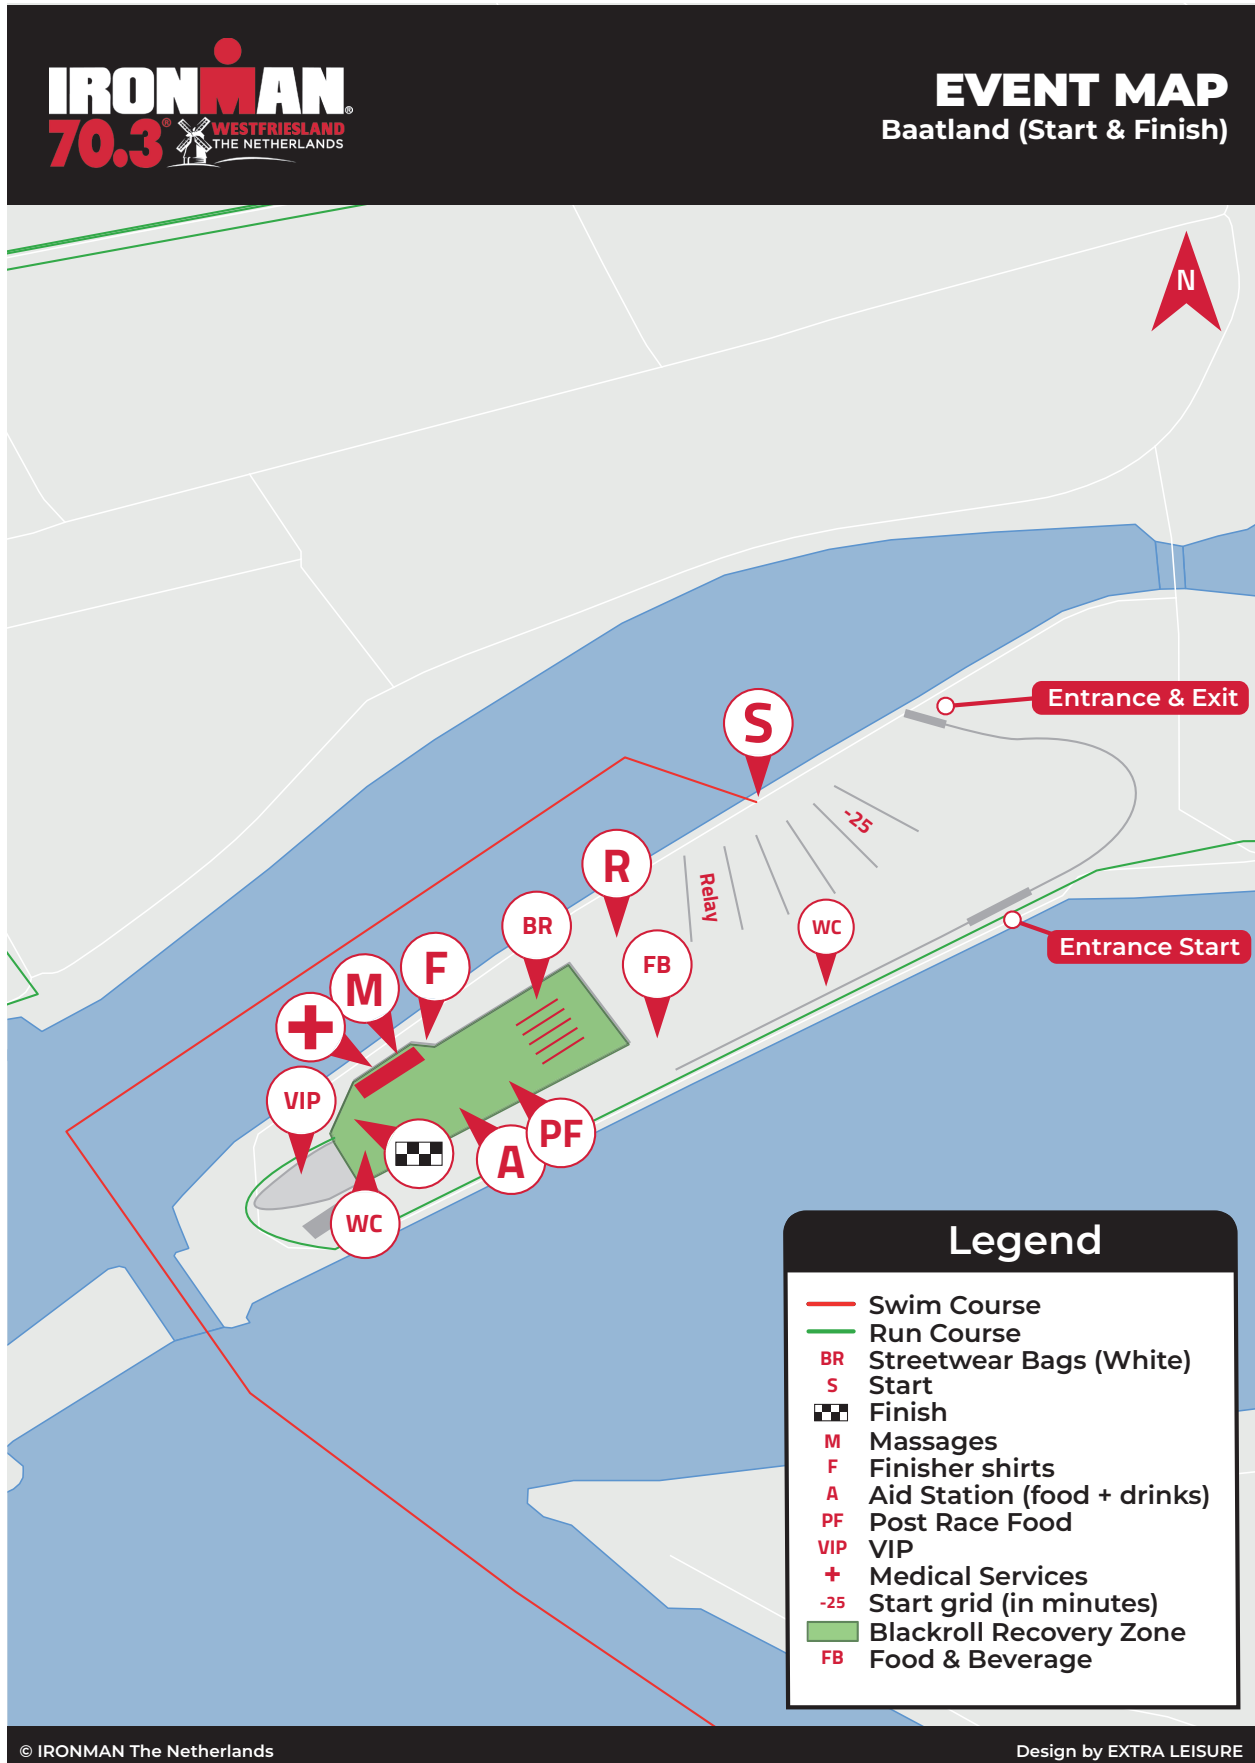 IRONMAN®
70.3®
WESTFRIESLAND
THE NETHERLANDS
EVENT MAP
Baatland (Start & Finish)
N
Entrance & Exit
S
-25
R
Relay
BR
WC
FB
Entrance Start
F
M
VIP
PF
A
WC
Legend
Swim Course
Run Course
BR Streetwear Bags (White)
S Start
Finish
M Massages
F Finisher shirts
A Aid Station (food + drinks)
PF Post Race Food
VIP VIP
+ Medical Services
-25 Start grid (in minutes)
Blackroll Recovery Zone
FB Food & Beverage
© IRONMAN The Netherlands
Design by EXTRA LEISURE